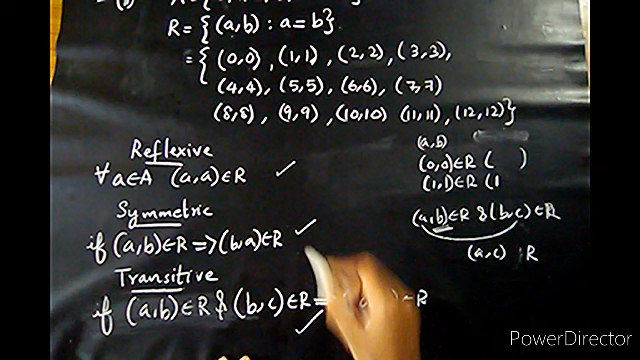 R = {(a,b) : a = b}
= {(0,0), (1,1), (2,2), (3,3),
(4,4), (5,5), (6,6), (7,7)
(8,8), (9,9), (10,10) (11,11), (12,12)}
Reflexive
∀ a∈A (a,a)∈R ✓
Symmetric
if (a,b)∈R => (b,a)∈R ✓
Transitive
if (a,b)∈R & (b,c)∈R =
✓
(a,b)
(0,0)∈R ( )
(1,1)∈R (1
(a,b)∈R & (b,c)∈R
(a,c) R
PowerDirector